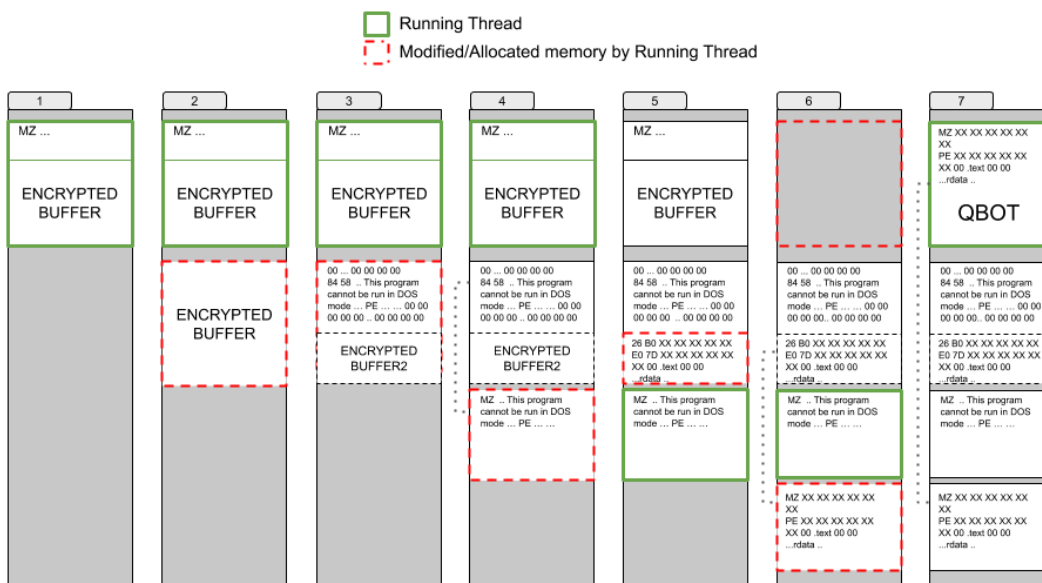 Running Thread
Modified/Allocated memory by Running Thread
1
MZ ...
ENCRYPTED
BUFFER
2
MZ ...
ENCRYPTED
BUFFER
ENCRYPTED
BUFFER
3
MZ ...
ENCRYPTED
BUFFER
00 ... 00 00 00 00
84 58 .. This program
cannot be run in DOS
mode ... PE ... ... 00 00
00 00 00 .. 00 00 00 00
ENCRYPTED
BUFFER2
4
MZ ...
ENCRYPTED
BUFFER
00 ... 00 00 00 00
84 58 .. This program
cannot be run in DOS
mode ... PE ... ... 00 00
00 00 00 .. 00 00 00 00
ENCRYPTED
BUFFER2
MZ .. This program
cannot be run in DOS
mode ... PE ... ...
5
MZ ...
ENCRYPTED
BUFFER
00 ... 00 00 00 00
84 58 .. This program
cannot be run in DOS
mode ... PE ... ... 00 00
00 00 00 .. 00 00 00 00
26 B0 XX XX XX XX XX
E0 7D XX XX XX XX XX
XX 00 .text 00 00
...rdata ..
MZ .. This program
cannot be run in DOS
mode ... PE ... ...
6
00 ... 00 00 00 00
84 58 .. This program
cannot be run in DOS
mode ... PE ... ... 00 00
00 00 00.. 00 00 00 00
26 B0 XX XX XX XX XX
E0 7D XX XX XX XX XX
XX 00 .text 00 00
...rdata ..
MZ .. This program
cannot be run in DOS
mode ... PE ... ...
MZ XX XX XX XX XX
XX
PE XX XX XX XX XX
XX 00 .text 00 00
...rdata ..
7
MZ XX XX XX XX XX
XX
PE XX XX XX XX XX
XX 00 .text 00 00
...rdata ..
QBOT
00 ... 00 00 00 00
84 58 .. This program
cannot be run in DOS
mode ... PE ... ... 00 00
00 00 00.. 00 00 00 00
26 B0 XX XX XX XX XX
E0 7D XX XX XX XX XX
XX 00 .text 00 00
...rdata ..
MZ .. This program
cannot be run in DOS
mode ... PE ... ...
MZ XX XX XX XX XX
XX
PE XX XX XX XX XX
XX 00 .text 00 00
...rdata ..